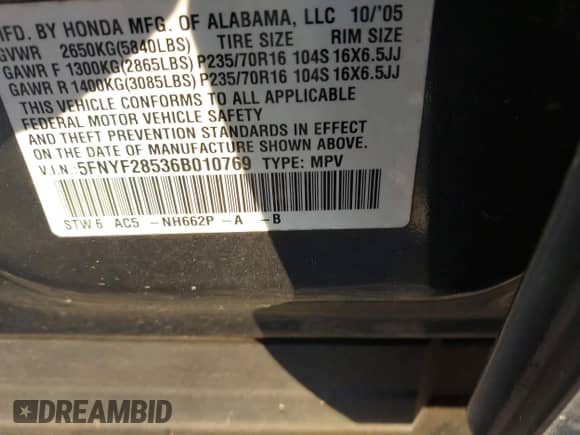 MFD. BY HONDA MFG. OF ALABAMA, LLC 10/'05
GVWR 2650KG(5840LBS) TIRE SIZE RIM SIZE
GAWR F 1300KG(2865LBS) P235/70R16 104S 16X6.5JJ
GAWR R 1400KG(3085LBS) P235/70R16 104S 16X6.5JJ
THIS VEHICLE CONFORMS TO ALL APPLICABLE
FEDERAL MOTOR VEHICLE SAFETY
AND THEFT PREVENTION STANDARDS IN EFFECT
ON THE DATE OF MANUFACTURE SHOWN ABOVE.
V.I.N.:5FNYF28536B010769 TYPE: MPV
STW6 AC5 -NH662P -A -B
DREAMBID